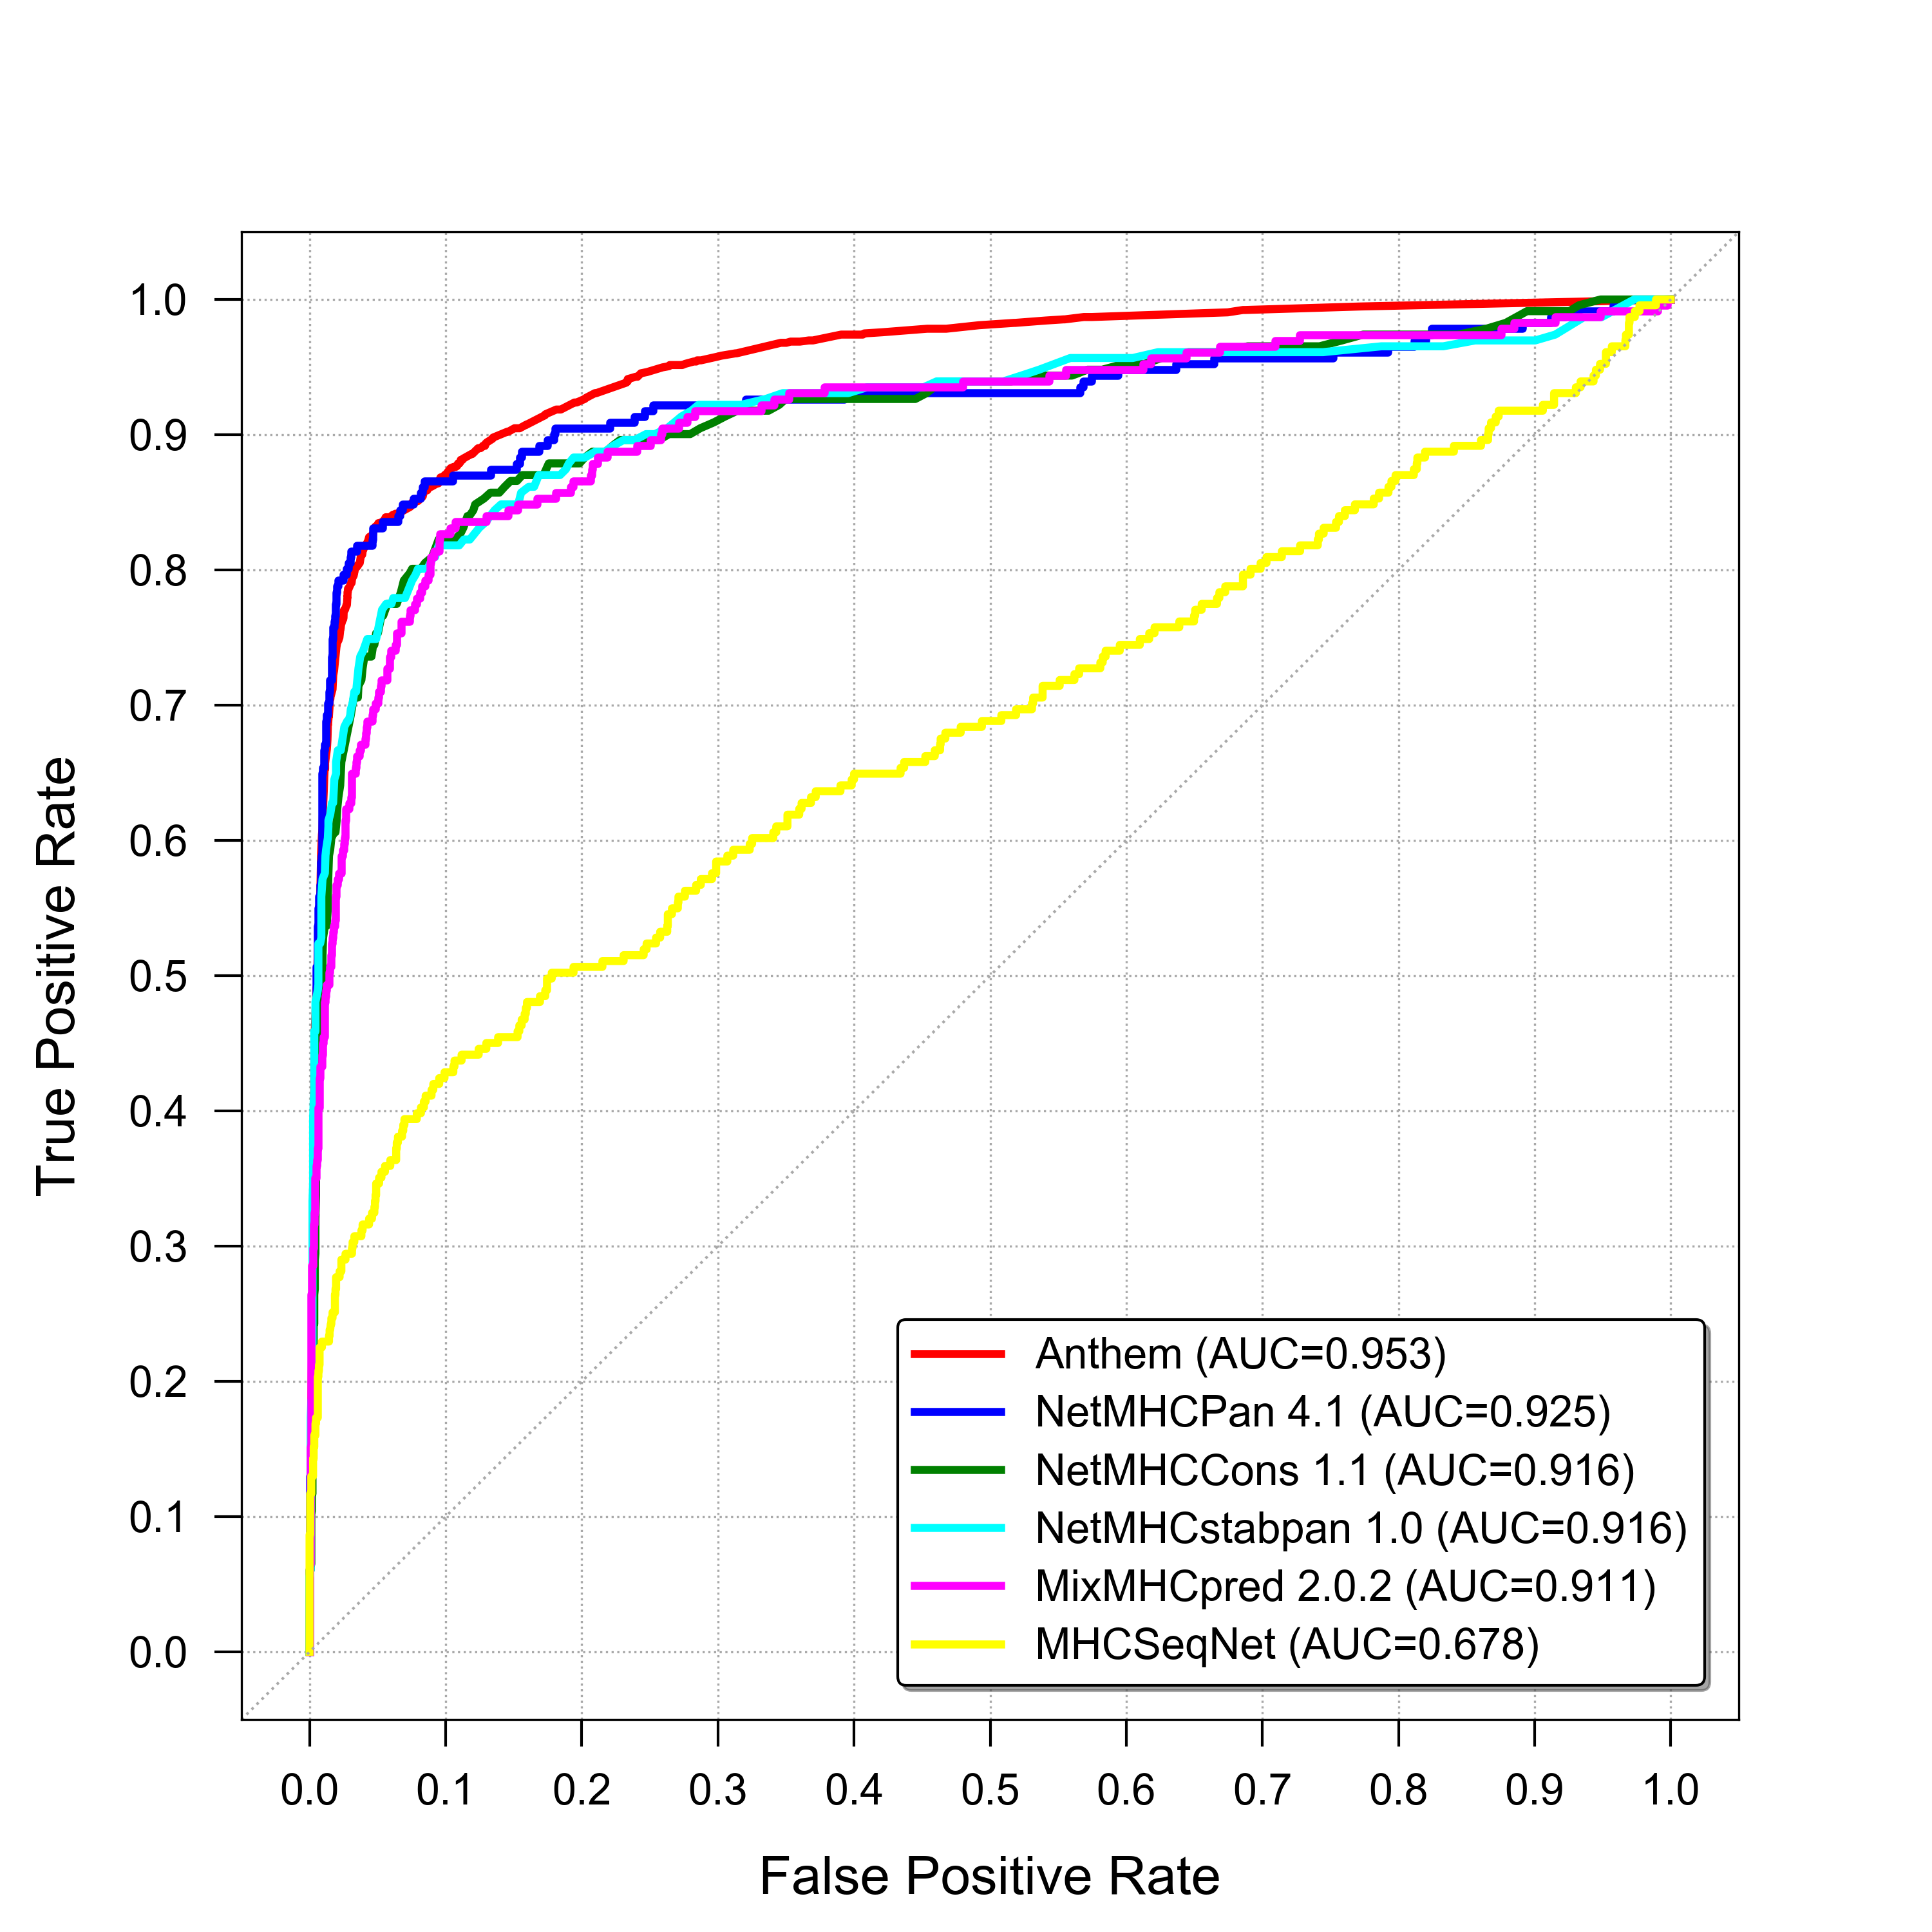 True Positive Rate
1.0
0.9
0.8
0.7
0.6
0.5
0.4
0.3
0.2
0.1
0.0
Anthem (AUC=0.953)
NetMHCPan 4.1 (AUC=0.925)
NetMHCCons 1.1 (AUC=0.916)
NetMHCstabpan 1.0 (AUC=0.916)
MixMHCpred 2.0.2 (AUC=0.911)
MHCSeqNet (AUC=0.678)
0.0 0.1 0.2 0.3 0.4 0.5 0.6 0.7 0.8 0.9 1.0
False Positive Rate